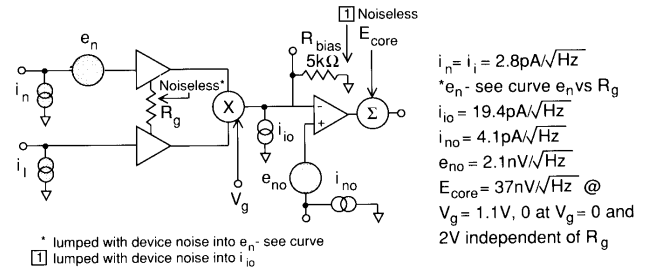 1 Noiseless
e_n
R_bias
5kΩ
E_core
Noiseless*
R_g
i_n
i_I
X
i_io
−
+
Σ
V_g
e_no
i_no
i_n = i_i = 2.8pA/√Hz
*e_n - see curve e_n vs R_g
i_io = 19.4pA/√Hz
i_no = 4.1pA/√Hz
e_no = 2.1nV/√Hz
E_core = 37nV/√Hz @
V_g = 1.1V, 0 at V_g = 0 and
2V independent of R_g
* lumped with device noise into e_n - see curve
1 lumped with device noise into i_io